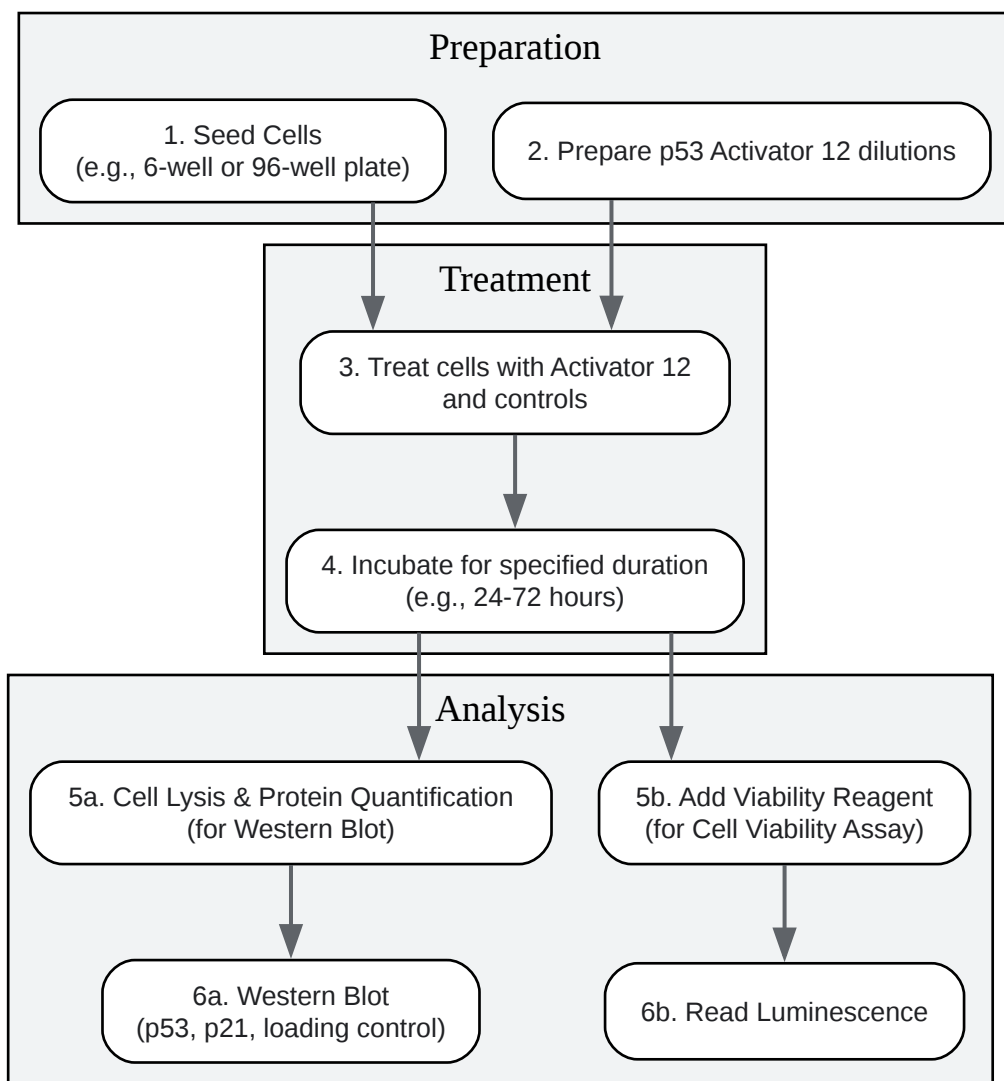 Preparation
1. Seed Cells
(e.g., 6-well or 96-well plate)
2. Prepare p53 Activator 12 dilutions
Treatment
3. Treat cells with Activator 12
and controls
4. Incubate for specified duration
(e.g., 24-72 hours)
Analysis
5a. Cell Lysis & Protein Quantification
(for Western Blot)
5b. Add Viability Reagent
(for Cell Viability Assay)
6a. Western Blot
(p53, p21, loading control)
6b. Read Luminescence